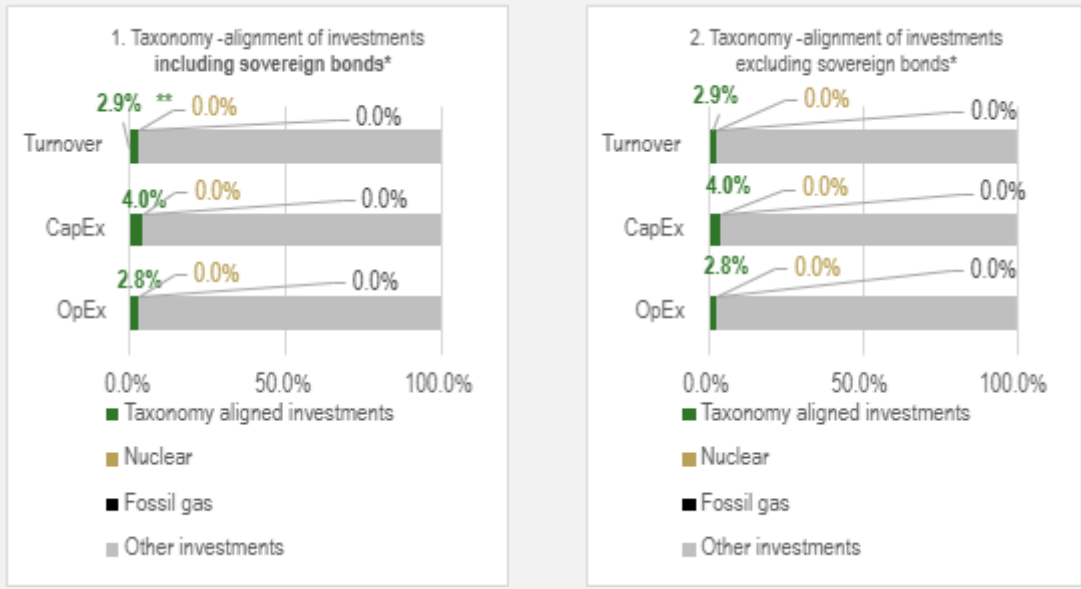 1. Taxonomy -alignment of investments
including sovereign bonds*
2.9% ** 0.0%
0.0%
Turnover
4.0% 0.0% 0.0%
CapEx
2.8% 0.0% 0.0%
OpEx
0.0% 50.0% 100.0%
Taxonomy aligned investments
Nuclear
Fossil gas
Other investments
2. Taxonomy -alignment of investments
excluding sovereign bonds*
2.9% 0.0%
0.0%
Turnover
4.0% 0.0% 0.0%
CapEx
2.8% 0.0% 0.0%
OpEx
0.0% 50.0% 100.0%
Taxonomy aligned investments
Nuclear
Fossil gas
Other investments